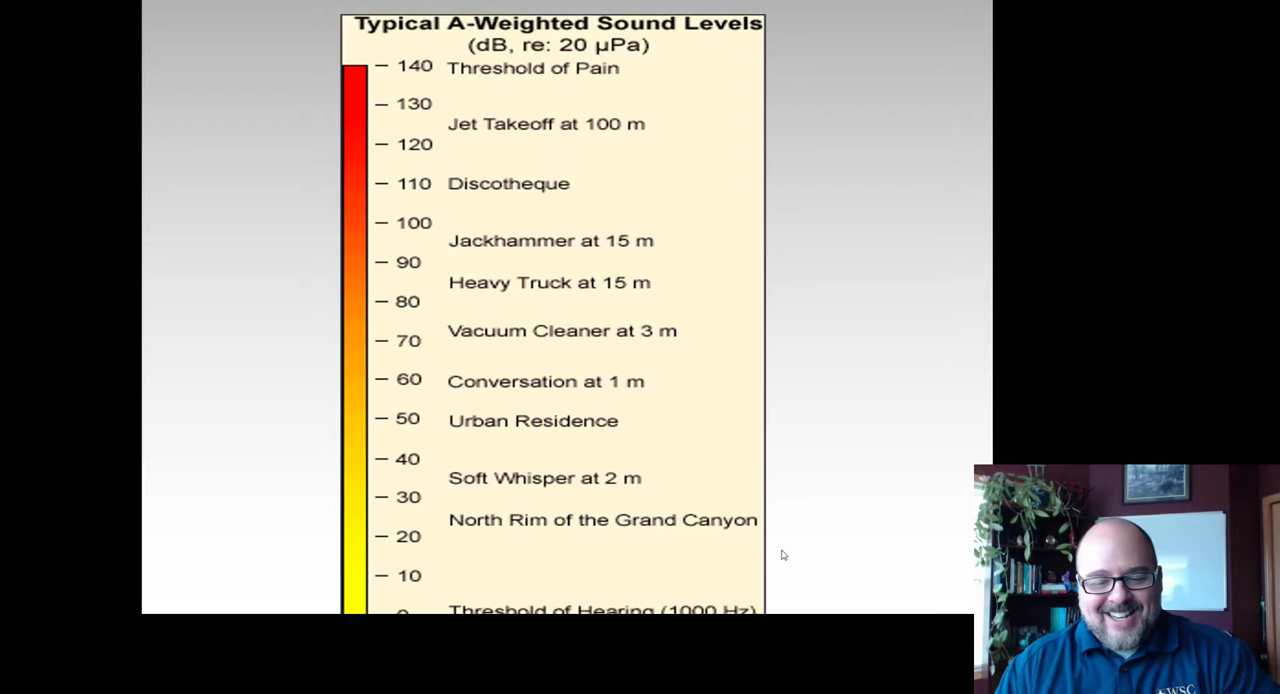 Typical A-Weighted Sound Levels
(dB, re: 20 µPa)
140 Threshold of Pain
130
Jet Takeoff at 100 m
120
110 Discotheque
100
Jackhammer at 15 m
90
Heavy Truck at 15 m
80
Vacuum Cleaner at 3 m
70
60 Conversation at 1 m
50 Urban Residence
40
Soft Whisper at 2 m
30
North Rim of the Grand Canyon
20
10
0 Threshold of Hearing (1000 Hz)